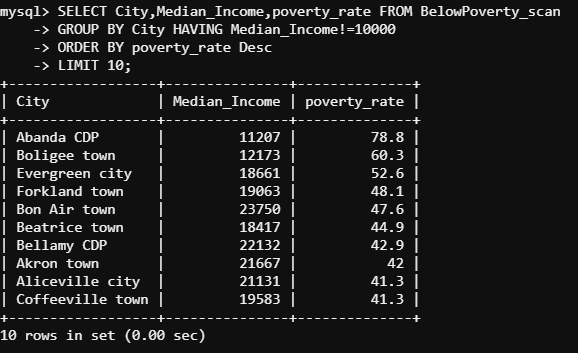 mysql> SELECT City,Median_Income,poverty_rate FROM BelowPoverty_scan
    -> GROUP BY City HAVING Median_Income!=10000
    -> ORDER BY poverty_rate Desc
    -> LIMIT 10;
+------------------+---------------+--------------+
| City             | Median_Income | poverty_rate |
+------------------+---------------+--------------+
| Abanda CDP       |         11207 |         78.8 |
| Boligee town     |         12173 |         60.3 |
| Evergreen city   |         18661 |         52.6 |
| Forkland town    |         19063 |         48.1 |
| Bon Air town     |         23750 |         47.6 |
| Beatrice town    |         18417 |         44.9 |
| Bellamy CDP      |         22132 |         42.9 |
| Akron town       |         21667 |           42 |
| Aliceville city  |         21131 |         41.3 |
| Coffeeville town |         19583 |         41.3 |
+------------------+---------------+--------------+
10 rows in set (0.00 sec)